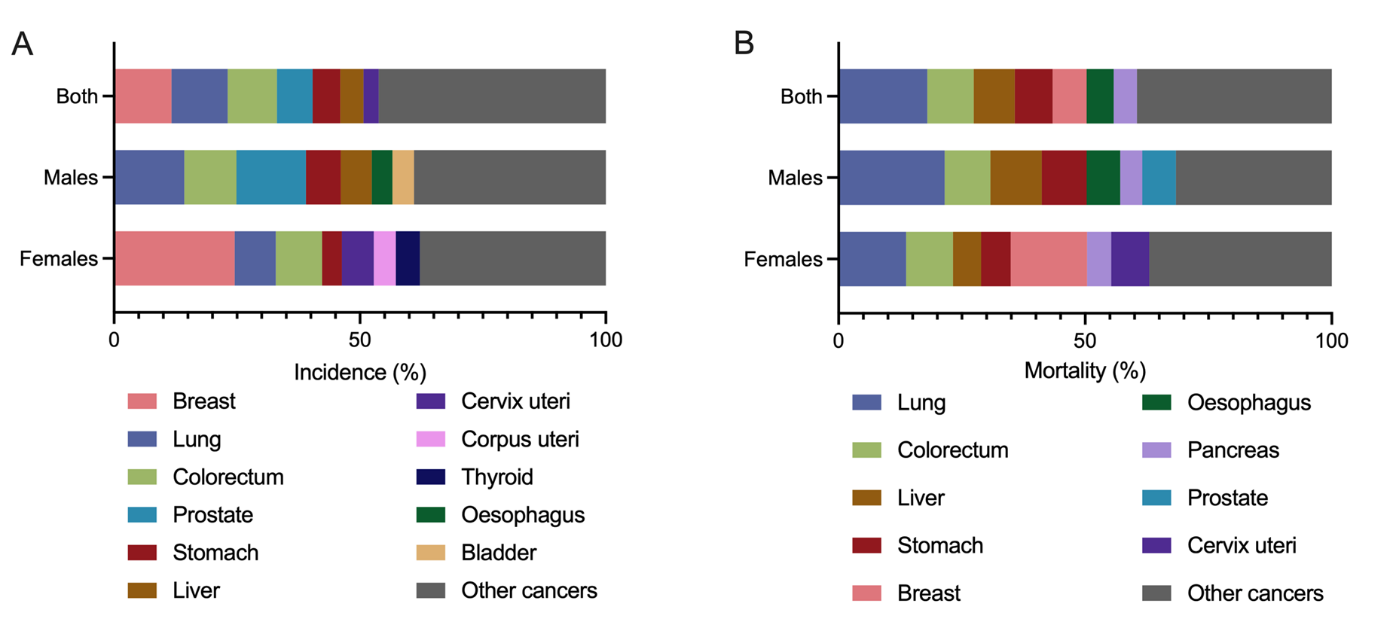 A
Both
Males
Females
0 50 100
Incidence (%)
Breast
Lung
Colorectum
Prostate
Stomach
Liver
Cervix uteri
Corpus uteri
Thyroid
Oesophagus
Bladder
Other cancers
B
Both
Males
Females
0 50 100
Mortality (%)
Lung
Colorectum
Liver
Stomach
Breast
Oesophagus
Pancreas
Prostate
Cervix uteri
Other cancers